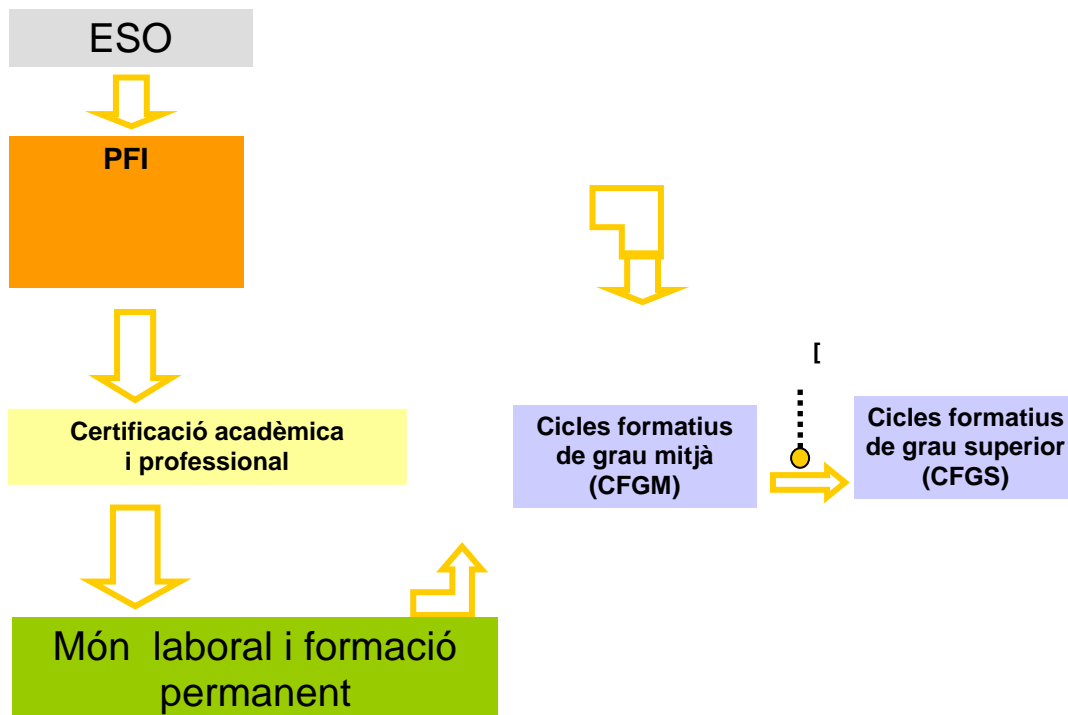 ESO
PFI
[
Certificació acadèmica
i professional
Cicles formatius
de grau mitjà
(CFGM)
Cicles formatius
de grau superior
(CFGS)
Món laboral i formació
permanent